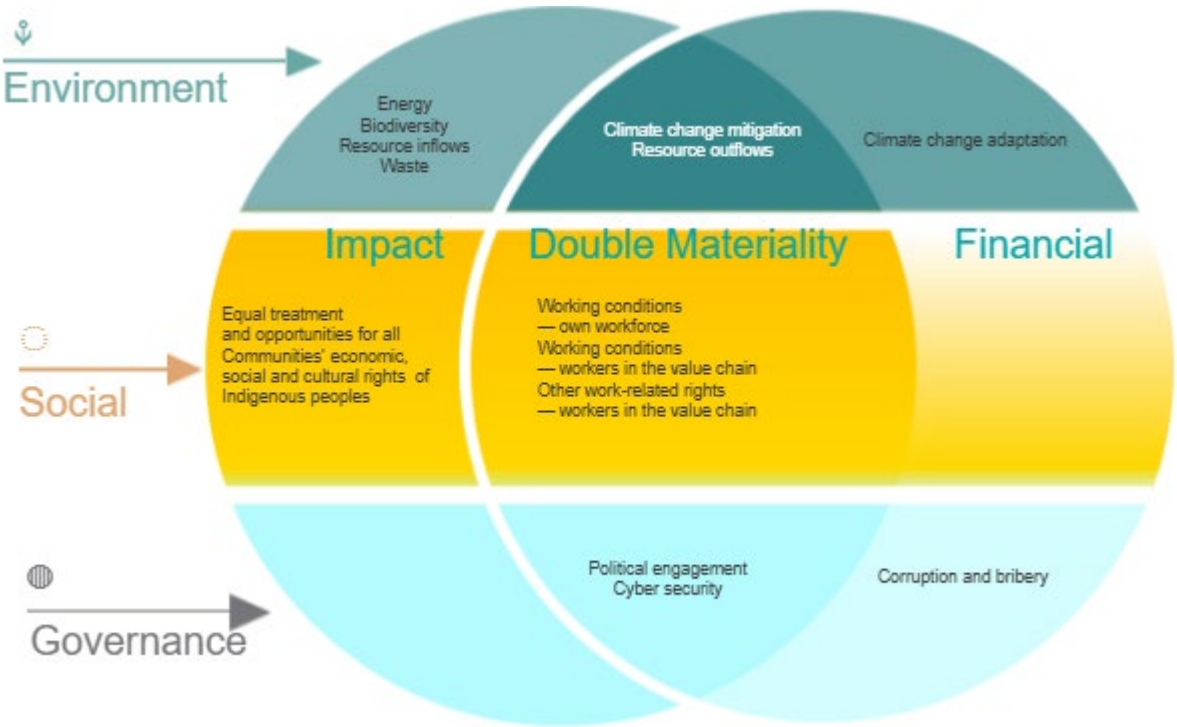 Environment
Energy
Biodiversity
Resource inflows
Waste
Climate change mitigation
Resource outflows
Climate change adaptation
Impact
Double Materiality
Financial
Social
Equal treatment
and opportunities for all
Communities' economic,
social and cultural rights of
Indigenous peoples
Working conditions
— own workforce
Working conditions
— workers in the value chain
Other work-related rights
— workers in the value chain
Governance
Political engagement
Cyber security
Corruption and bribery